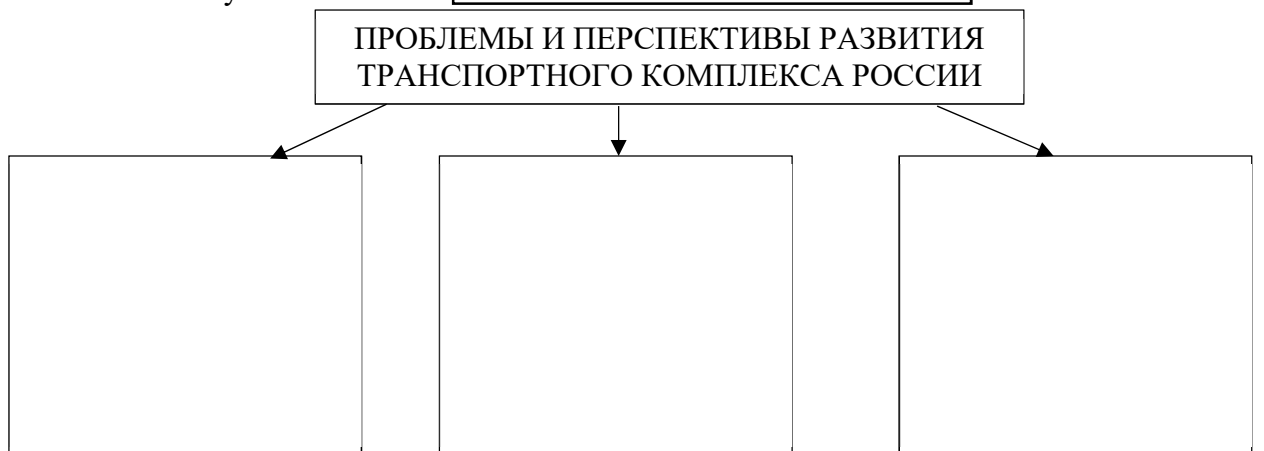 ПРОБЛЕМЫ И ПЕРСПЕКТИВЫ РАЗВИТИЯ
ТРАНСПОРТНОГО КОМПЛЕКСА РОССИИ